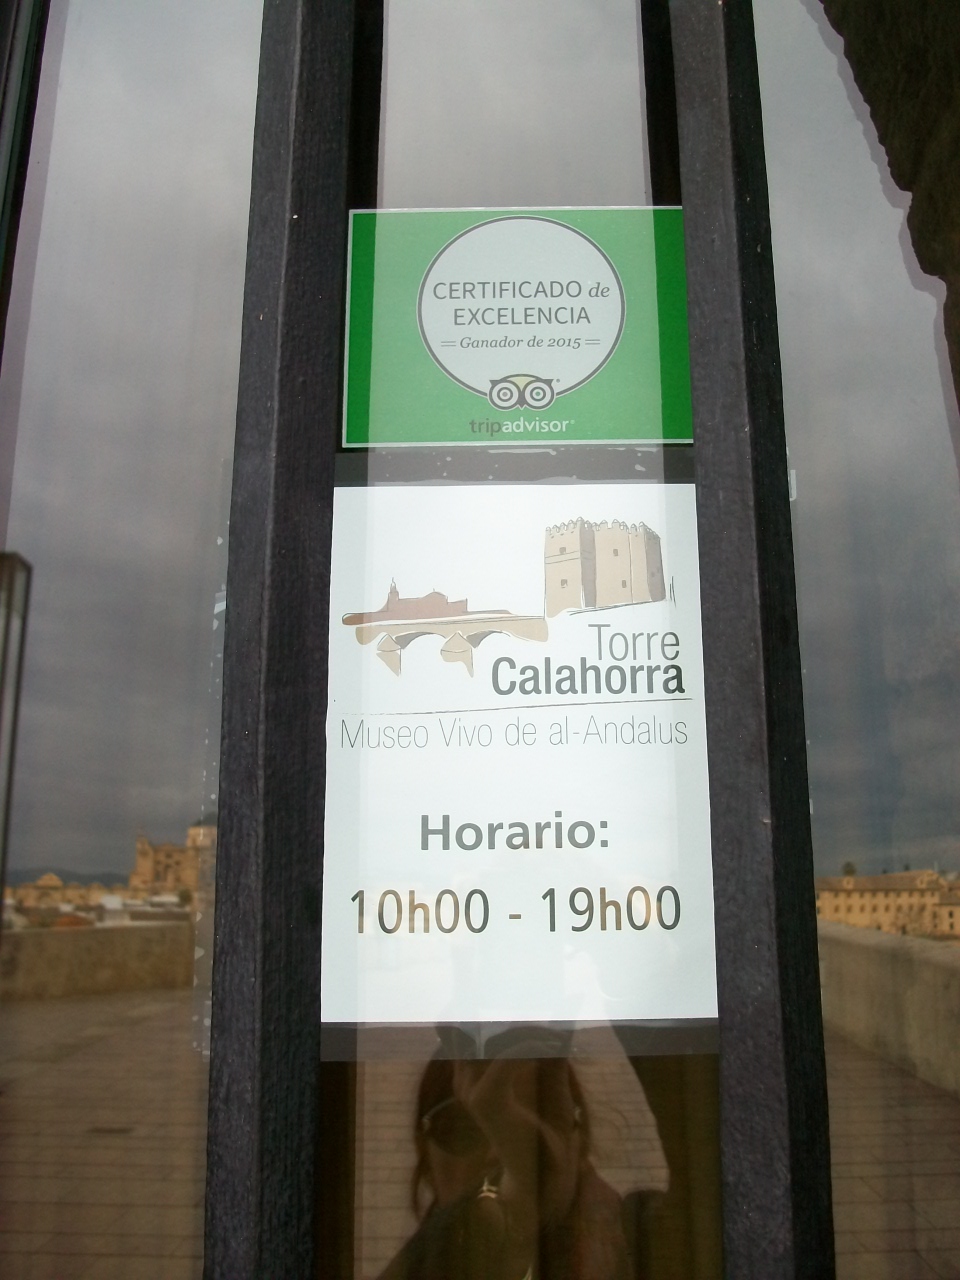 CERTIFICADO de
EXCELENCIA
Ganador de 2015
tripadvisor®
Torre
Calahorra
Museo Vivo de al-Andalus
Horario:
10h00 - 19h00